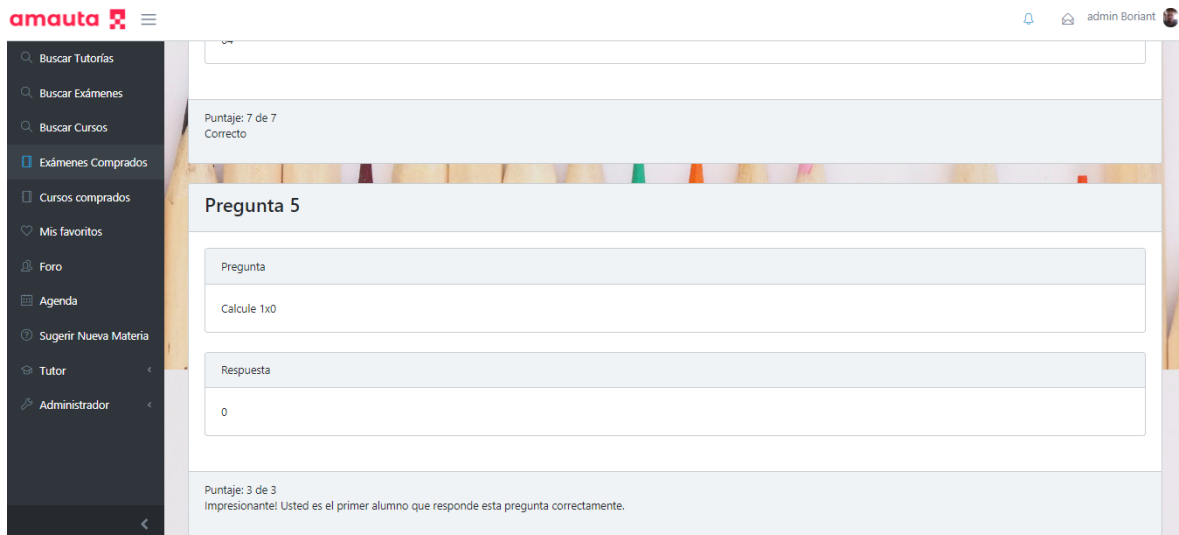 amauta
admin Boriant
Buscar Tutorías
Buscar Exámenes
Buscar Cursos
Exámenes Comprados
Cursos comprados
Mis favoritos
Foro
Agenda
Sugerir Nueva Materia
Tutor
Administrador
Puntaje: 7 de 7
Correcto
Pregunta 5
Pregunta
Calcule 1x0
Respuesta
0
Puntaje: 3 de 3
Impresionante! Usted es el primer alumno que responde esta pregunta correctamente.